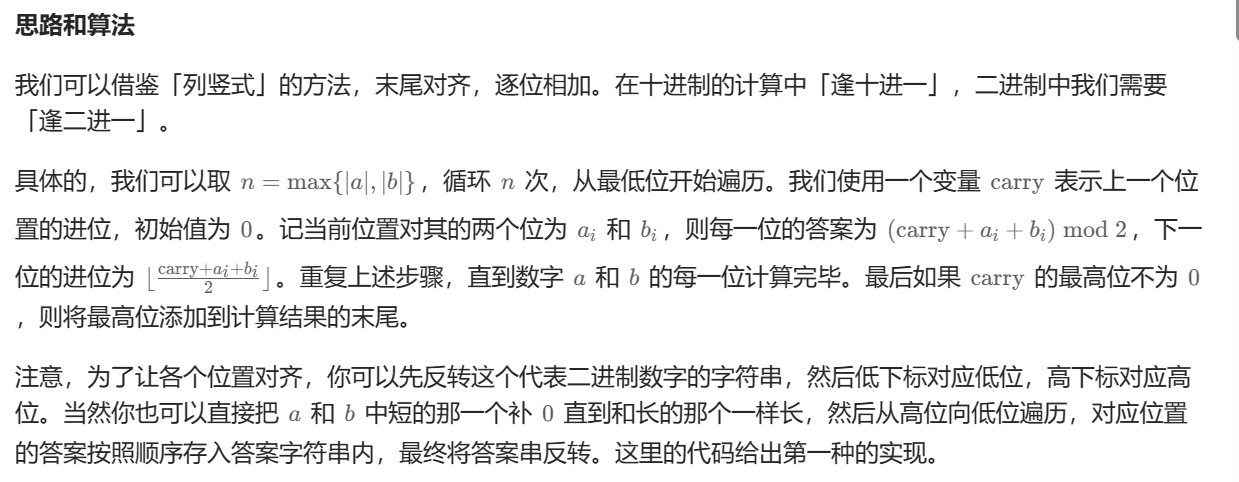 思路和算法
我们可以借鉴「列竖式」的方法，末尾对齐，逐位相加。在十进制的计算中「逢十进一」，二进制中我们需要
「逢二进一」。
具体的，我们可以取 n = max{|a|, |b|}，循环 n 次，从最低位开始遍历。我们使用一个变量 carry 表示上一个位
置的进位，初始值为 0。记当前位置对其的两个位为 aᵢ 和 bᵢ，则每一位的答案为 (carry + aᵢ + bᵢ) mod 2，下一
位的进位为 ⌊(carry+aᵢ+bᵢ)/2⌋。重复上述步骤，直到数字 a 和 b 的每一位计算完毕。最后如果 carry 的最高位不为 0
，则将最高位添加到计算结果的末尾。
注意，为了让各个位置对齐，你可以先反转这个代表二进制数字的字符串，然后低下标对应低位，高下标对应高
位。当然你也可以直接把 a 和 b 中短的那一个补 0 直到和长的那个一样长，然后从高位向低位遍历，对应位置
的答案按照顺序存入答案字符串内，最终将答案串反转。这里的代码给出第一种的实现。